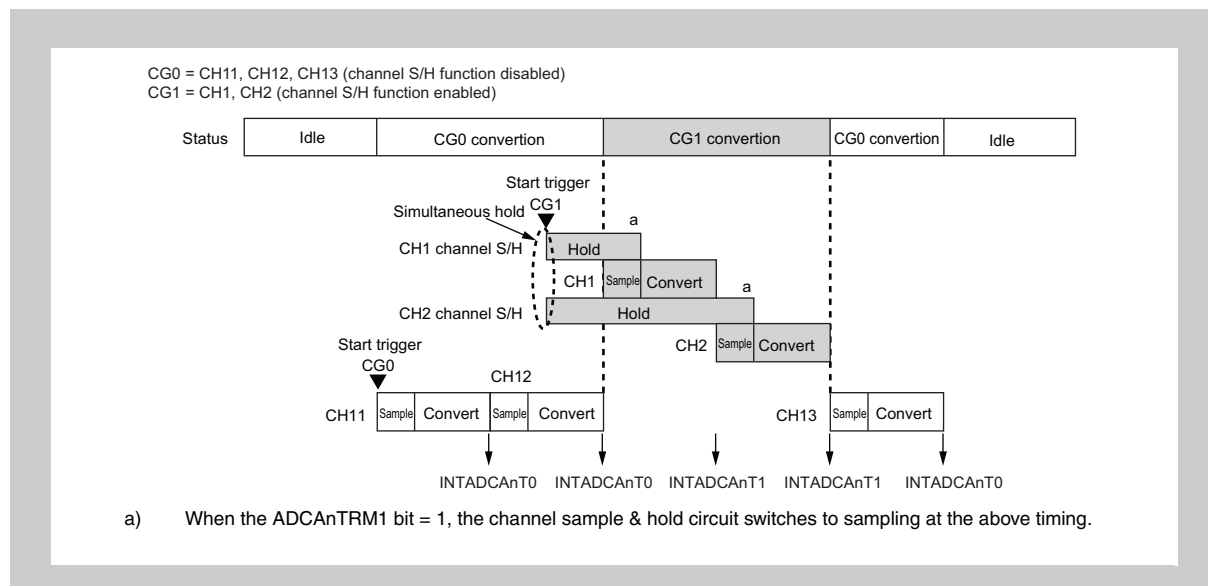 CG0 = CH11, CH12, CH13 (channel S/H function disabled)
CG1 = CH1, CH2 (channel S/H function enabled)
Status Idle CG0 convertion CG1 convertion CG0 convertion Idle
Start trigger
CG1
Simultaneous hold
a
CH1 channel S/H Hold
CH1 Sample Convert
a
CH2 channel S/H Hold
CH2 Sample Convert
Start trigger
CG0
CH12
CH11 Sample Convert Sample Convert CH13 Sample Convert
INTADCAnT0 INTADCAnT0 INTADCAnT1 INTADCAnT1 INTADCAnT0
a) When the ADCAnTRM1 bit = 1, the channel sample & hold circuit switches to sampling at the above timing.